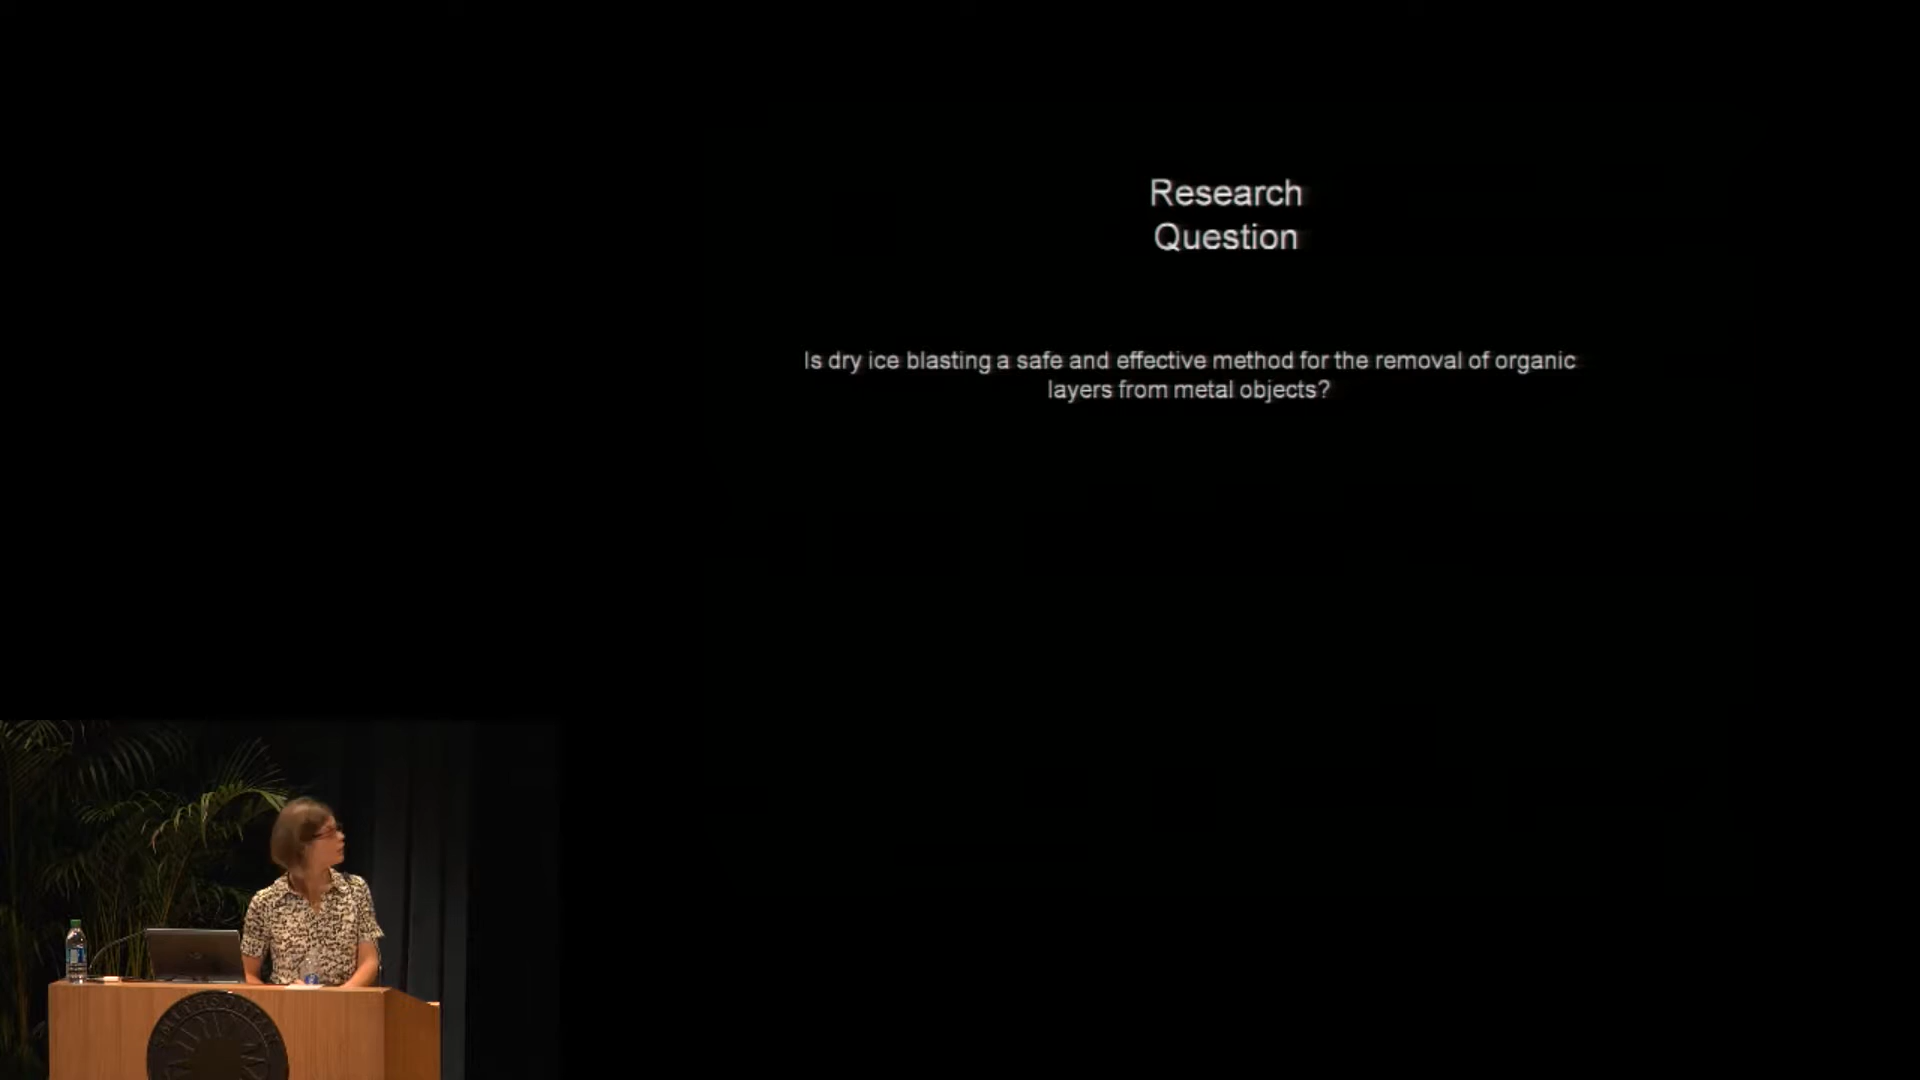 Research
Question
Is dry ice blasting a safe and effective method for the removal of organic
layers from metal objects?
SMITHSONIAN